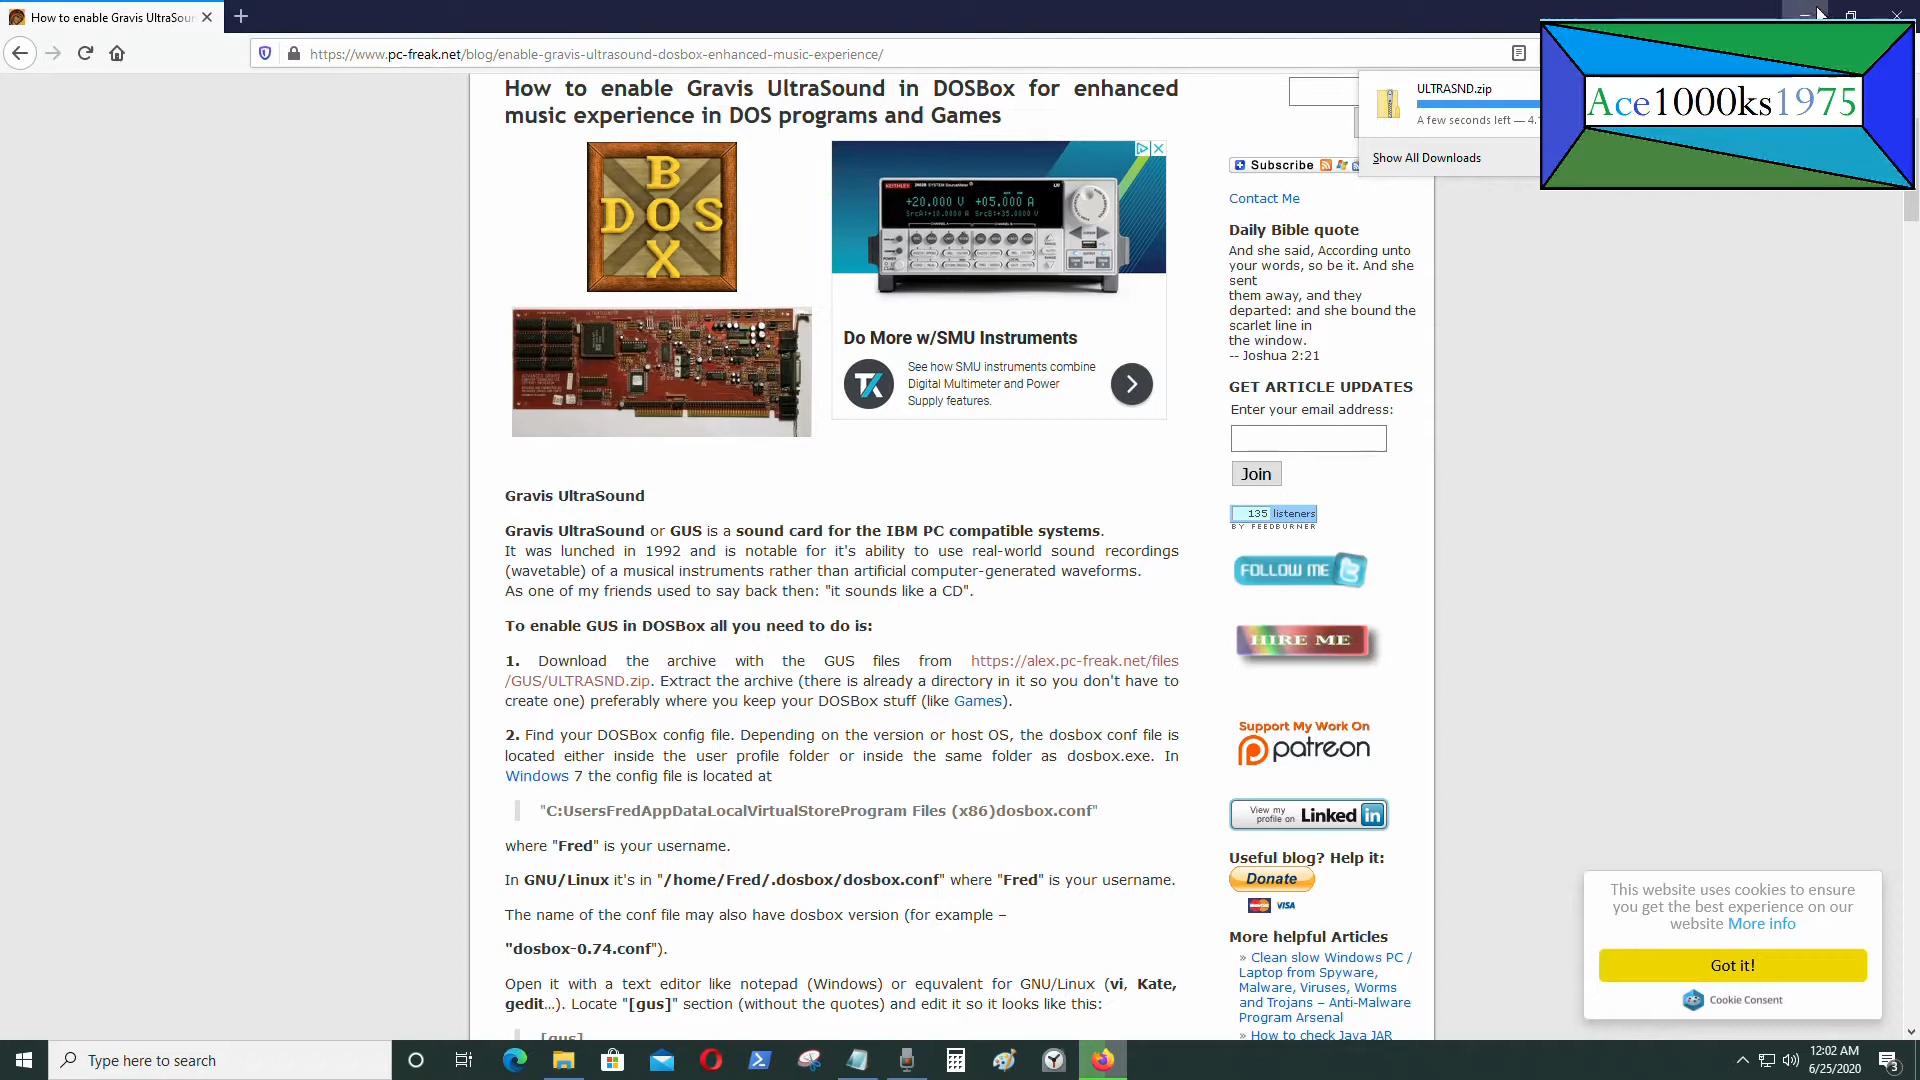 How to enable Gravis UltraSoun
https://www.pc-freak.net/blog/enable-gravis-ultrasound-dosbox-enhanced-music-experience/
ULTRASND.zip
A few seconds left — 4.
Show All Downloads
Ace1000ks1975
How to enable Gravis UltraSound in DOSBox for enhanced
music experience in DOS programs and Games
BOX
DOS
KEITHLEY
+20.000 V +05.000 A
Do More w/SMU Instruments
See how SMU instruments combine
Digital Multimeter and Power
Supply features.
Gravis UltraSound
Gravis UltraSound or GUS is a sound card for the IBM PC compatible systems.
It was lunched in 1992 and is notable for it's ability to use real-world sound recordings
(wavetable) of a musical instruments rather than artificial computer-generated waveforms.
As one of my friends used to say back then: "it sounds like a CD".
To enable GUS in DOSBox all you need to do is:
1. Download the archive with the GUS files from https://alex.pc-freak.net/files
/GUS/ULTRASND.zip. Extract the archive (there is already a directory in it so you don't have to
create one) preferably where you keep your DOSBox stuff (like Games).
2. Find your DOSBox config file. Depending on the version or host OS, the dosbox conf file is
located either inside the user profile folder or inside the same folder as dosbox.exe. In
Windows 7 the config file is located at
"C:UsersFredAppDataLocalVirtualStoreProgram Files (x86)dosbox.conf"
where "Fred" is your username.
In GNU/Linux it's in "/home/Fred/.dosbox/dosbox.conf" where "Fred" is your username.
The name of the conf file may also have dosbox version (for example –
"dosbox-0.74.conf").
Open it with a text editor like notepad (Windows) or equvalent for GNU/Linux (vi, Kate,
gedit…). Locate "[gus]" section (without the quotes) and edit it so it looks like this:
[gus]
Subscribe
Contact Me
Daily Bible quote
And she said, According unto
your words, so be it. And she
sent
them away, and they
departed: and she bound the
scarlet line in
the window.
-- Joshua 2:21
GET ARTICLE UPDATES
Enter your email address:
Join
135 listeners
BY FEEDBURNER
FOLLOW ME
HIRE ME
Support My Work On
patreon
View my
profile on Linked in
Useful blog? Help it:
Donate
VISA
More helpful Articles
» Clean slow Windows PC /
Laptop from Spyware,
Malware, Viruses, Worms
and Trojans – Anti-Malware
Program Arsenal
» How to check Java JAR
This website uses cookies to ensure
you get the best experience on our
website More info
Got it!
Cookie Consent
Type here to search
12:02 AM
6/25/2020
3